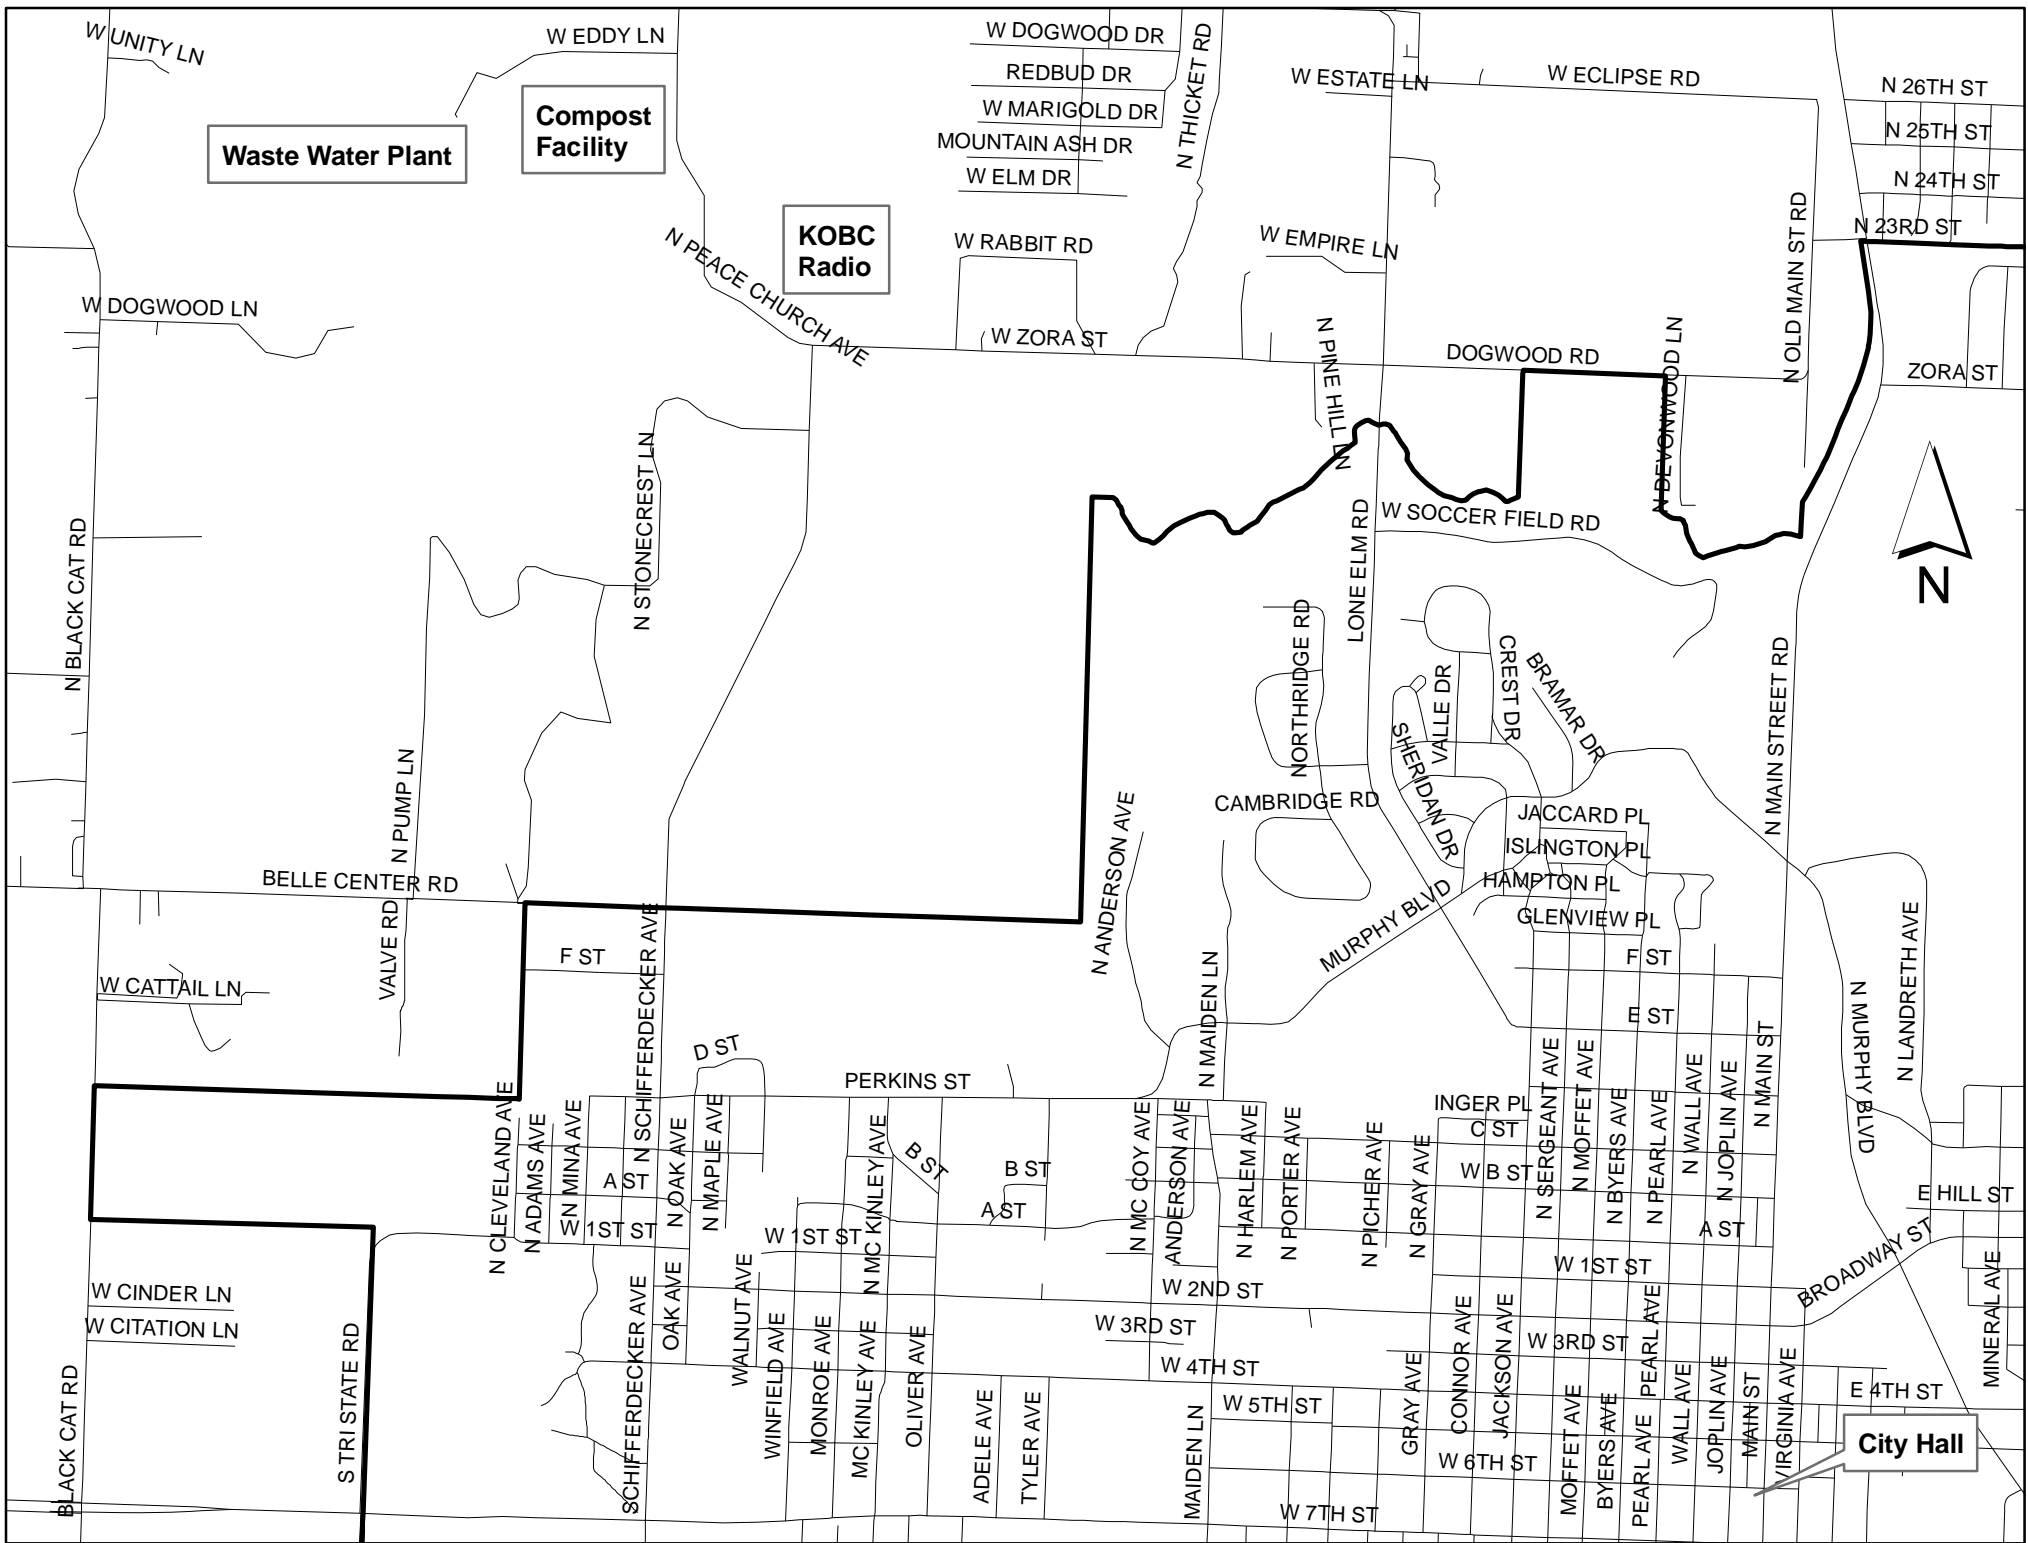 W UNITY LN
W EDDY LN
W DOGWOOD DR
REDBUD DR
W MARIGOLD DR
MOUNTAIN ASH DR
W ELM DR
N THICKET RD
W ESTATE LN
W ECLIPSE RD
N 26TH ST
N 25TH ST
N 24TH ST
N 23RD ST
Waste Water Plant
Compost
Facility
KOBC
Radio
N PEACE CHURCH AVE
W RABBIT RD
W EMPIRE LN
N OLD MAIN ST RD
W DOGWOOD LN
W ZORA ST
N PINE HILL LN
DOGWOOD RD
N DEVONWOOD LN
ZORA ST
N BLACK CAT RD
N STONECREST LN
LONE ELM RD
W SOCCER FIELD RD
N
NORTHRIDGE RD
VALLE DR
CREST DR
BRAMAR DR
SHERIDAN DR
N MAIN STREET RD
N PUMP LN
CAMBRIDGE RD
JACCARD PL
ISLINGTON PL
HAMPTON PL
GLENVIEW PL
MURPHY BLVD
BELLE CENTER RD
VALVE RD
N ANDERSON AVE
N MAIDEN LN
F ST
F ST
E ST
N SCHIFFERDECKER AVE
W CATTAIL LN
N LANDRETH AVE
N MURPHY BLVD
D ST
PERKINS ST
INGER PL
C ST
W B ST
N CLEVELAND AVE
N ADAMS AVE
N MINA AVE
N OAK AVE
N MAPLE AVE
N MC KINLEY AVE
B ST
B ST
A ST
A ST
A ST
N MC COY AVE
ANDERSON AVE
N HARLEM AVE
N PORTER AVE
N PICHER AVE
N GRAY AVE
N SERGEANT AVE
N MOFFET AVE
N BYERS AVE
N PEARL AVE
N WALL AVE
N JOPLIN AVE
N MAIN ST
E HILL ST
BROADWAY ST
W 1ST ST
W 1ST ST
W 1ST ST
W 2ND ST
W 3RD ST
W 3RD ST
W 4TH ST
E 4TH ST
W 5TH ST
W 6TH ST
W 7TH ST
W CINDER LN
W CITATION LN
BLACK CAT RD
S TRI STATE RD
SCHIFFERDECKER AVE
OAK AVE
WALNUT AVE
WINFIELD AVE
MONROE AVE
MC KINLEY AVE
OLIVER AVE
ADELE AVE
TYLER AVE
MAIDEN LN
GRAY AVE
CONNOR AVE
JACKSON AVE
MOFFET AVE
BYERS AVE
PEARL AVE
PEARL AVE
WALL AVE
JOPLIN AVE
MAIN ST
VIRGINIA AVE
MINERAL AVE
City Hall